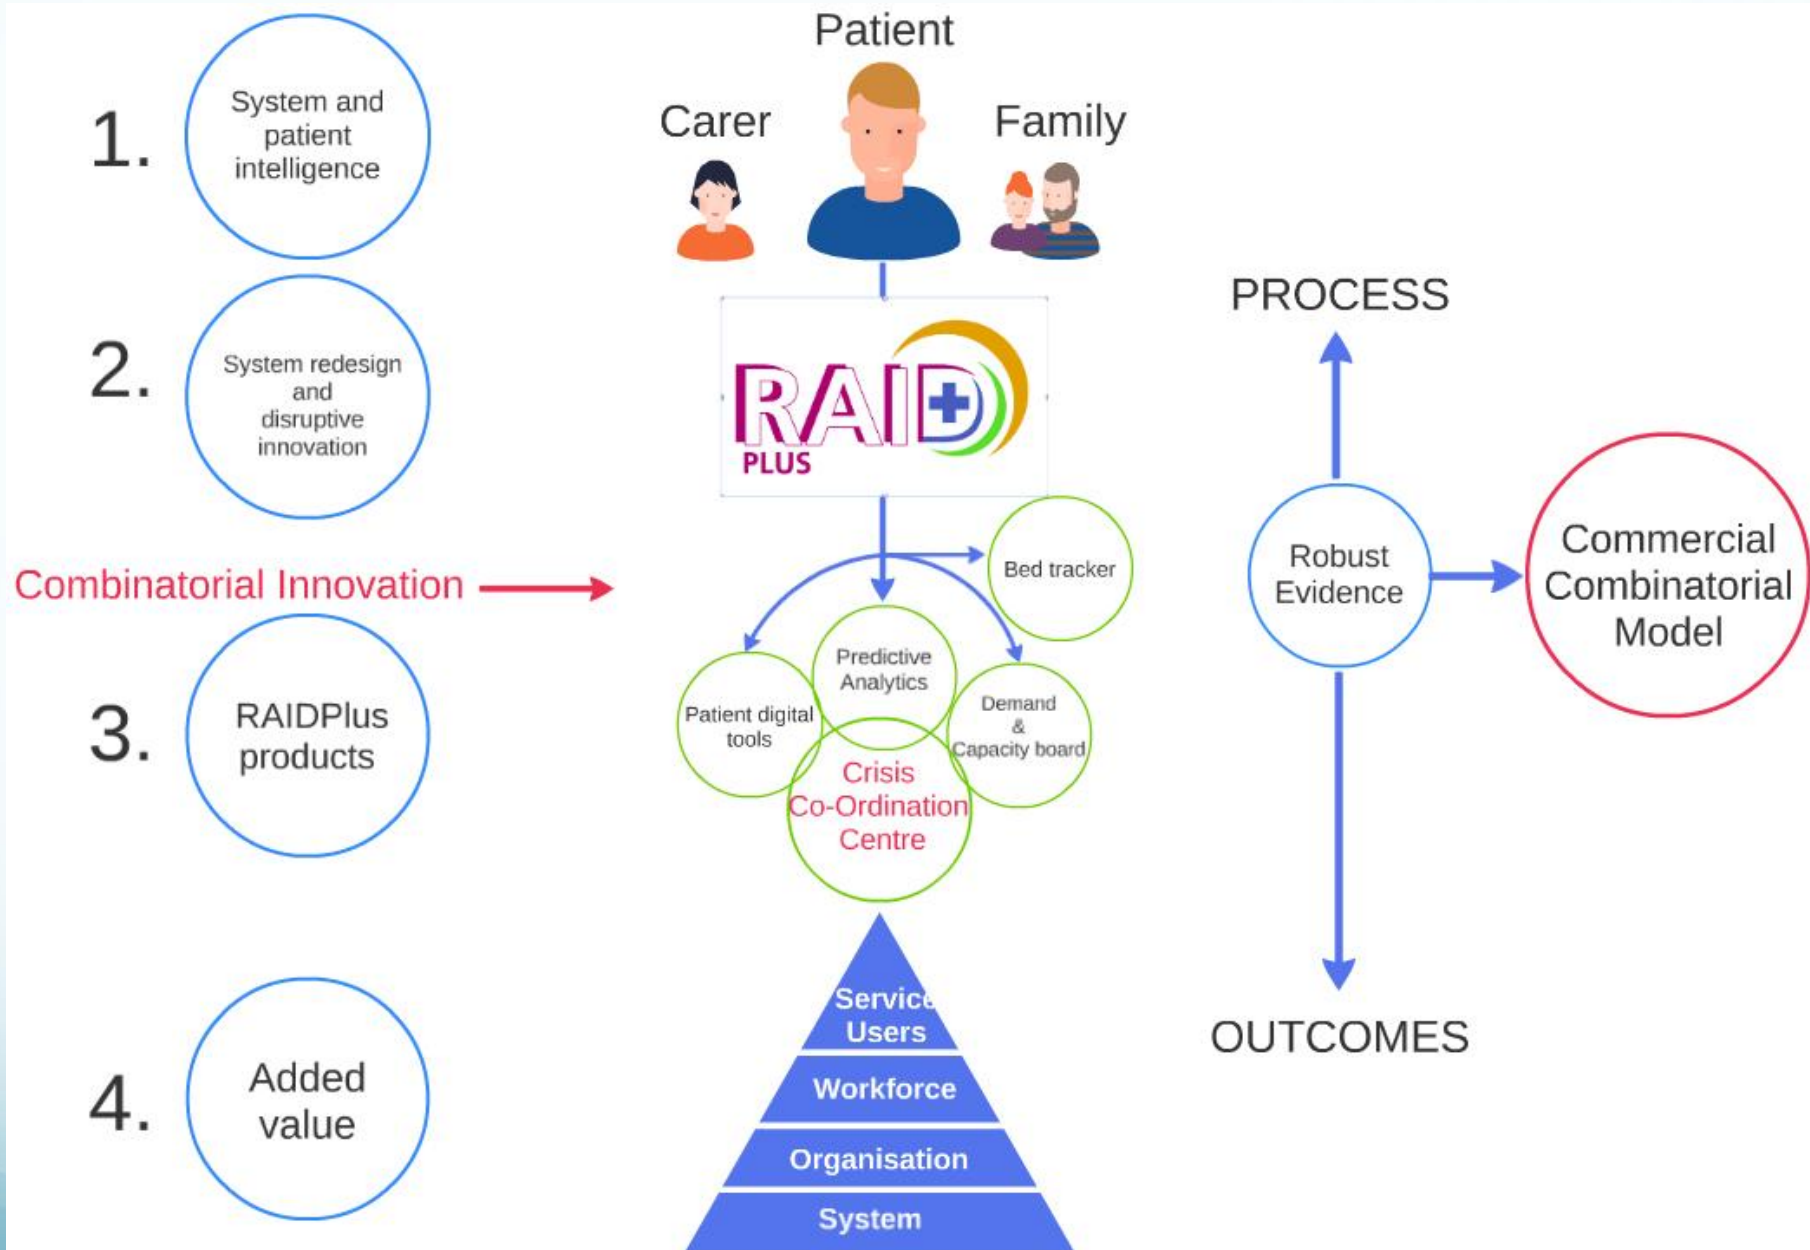 1.
System and
patient
intelligence
2.
System redesign
and
disruptive
innovation
Combinatorial Innovation
3.
RAIDPlus
products
4.
Added
value
Patient
Carer
Family
RAID
PLUS
Bed tracker
Predictive
Analytics
Patient digital
tools
Demand
&
Capacity board
Crisis
Co-Ordination
Centre
Service
Users
Workforce
Organisation
System
PROCESS
Robust
Evidence
Commercial
Combinatorial
Model
OUTCOMES